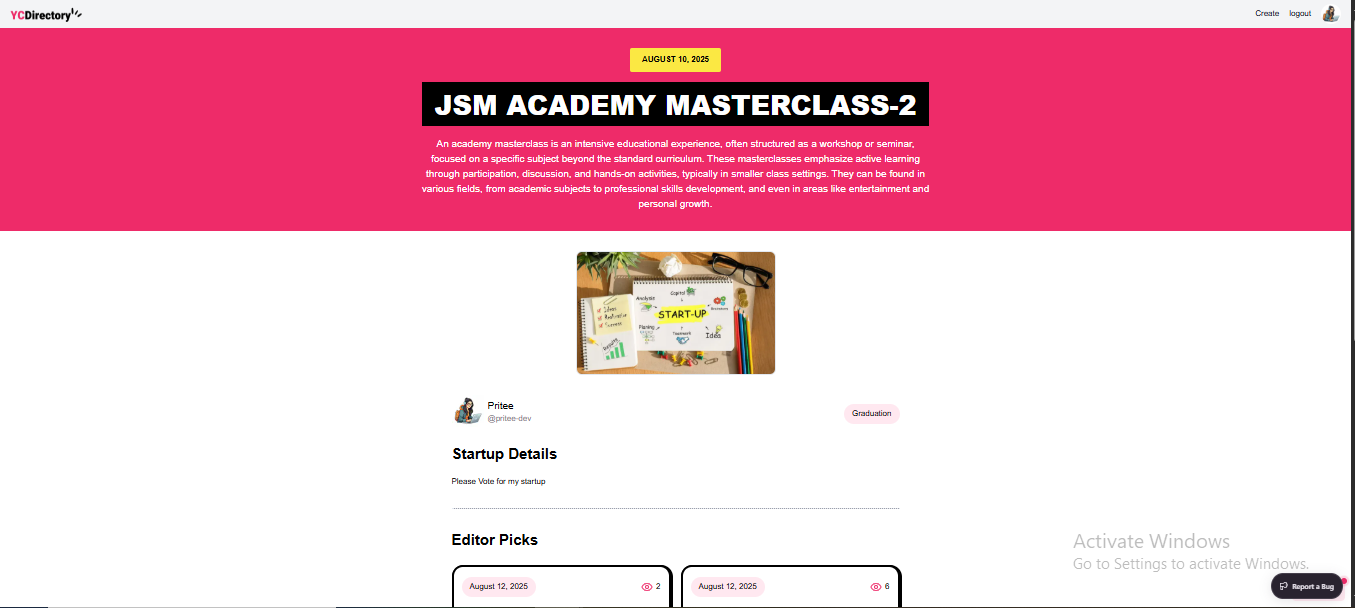 YCDirectory
Create logout
AUGUST 10, 2025
JSM ACADEMY MASTERCLASS-2
An academy masterclass is an intensive educational experience, often structured as a workshop or seminar,
focused on a specific subject beyond the standard curriculum. These masterclasses emphasize active learning
through participation, discussion, and hands-on activities, typically in smaller class settings. They can be found in
various fields, from academic subjects to professional skills development, and even in areas like entertainment and
personal growth.
Capital
Analysis
START-UP
Teamwork
Idea
Ideas
Success
Pritee
@pritee-dev
Graduation
Startup Details
Please Vote for my startup
Editor Picks
August 12, 2025 2
August 12, 2025 6
Activate Windows
Go to Settings to activate Windows.
Report a Bug